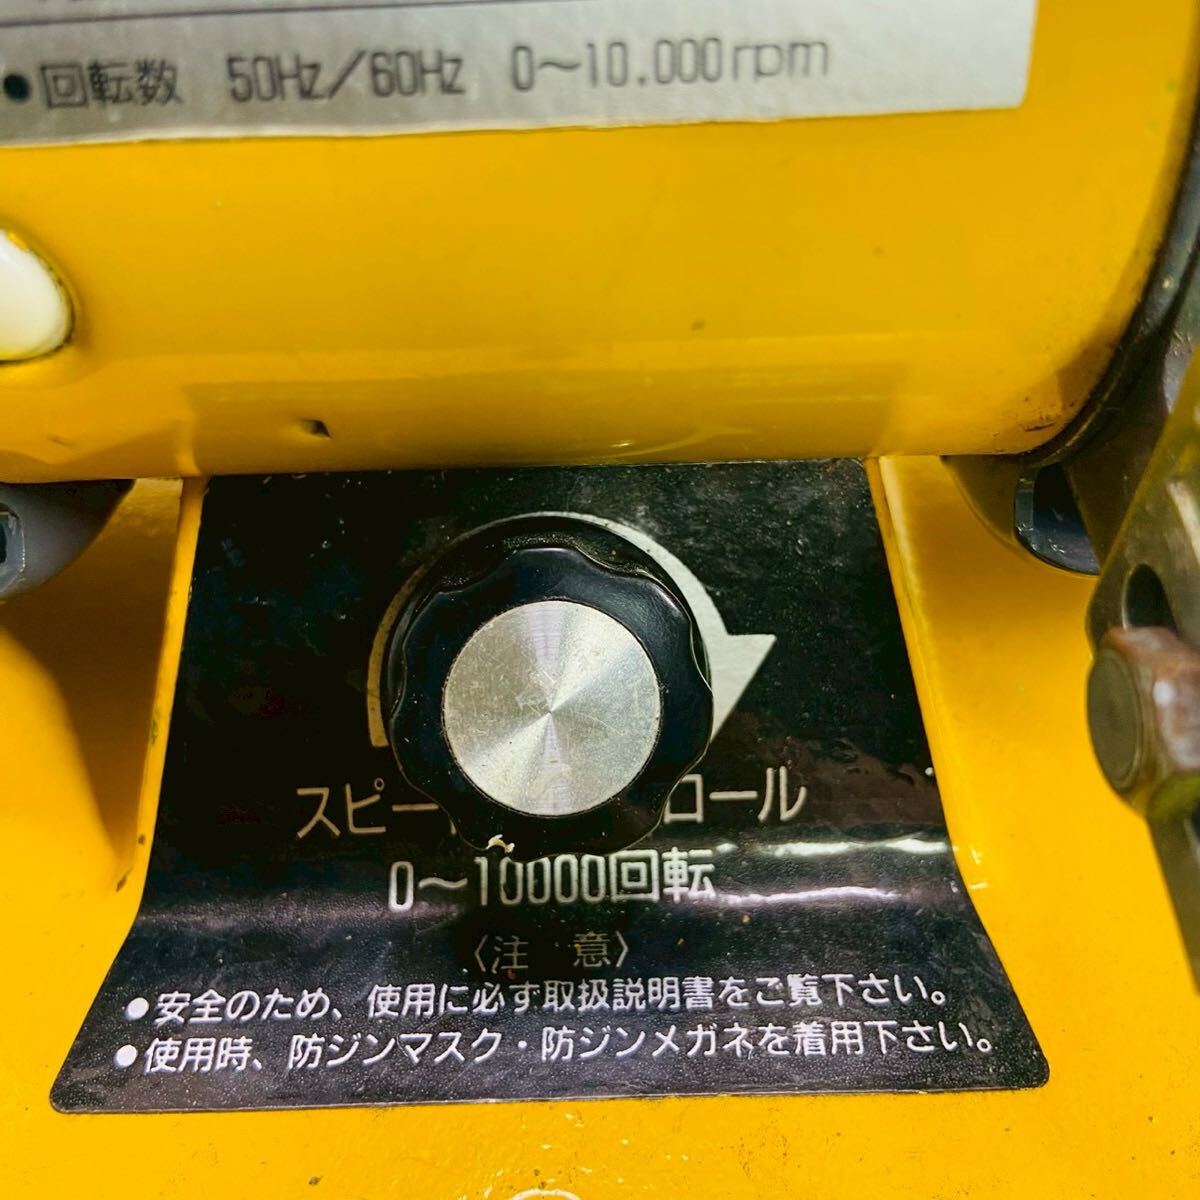 ●回転数 50Hz/60Hz 0〜10.000rpm
スピー ロール
0〜10000回転
〈注 意〉
●安全のため、使用に必ず取扱説明書をご覧下さい。
●使用時、防ジンマスク・防ジンメガネを着用下さい。